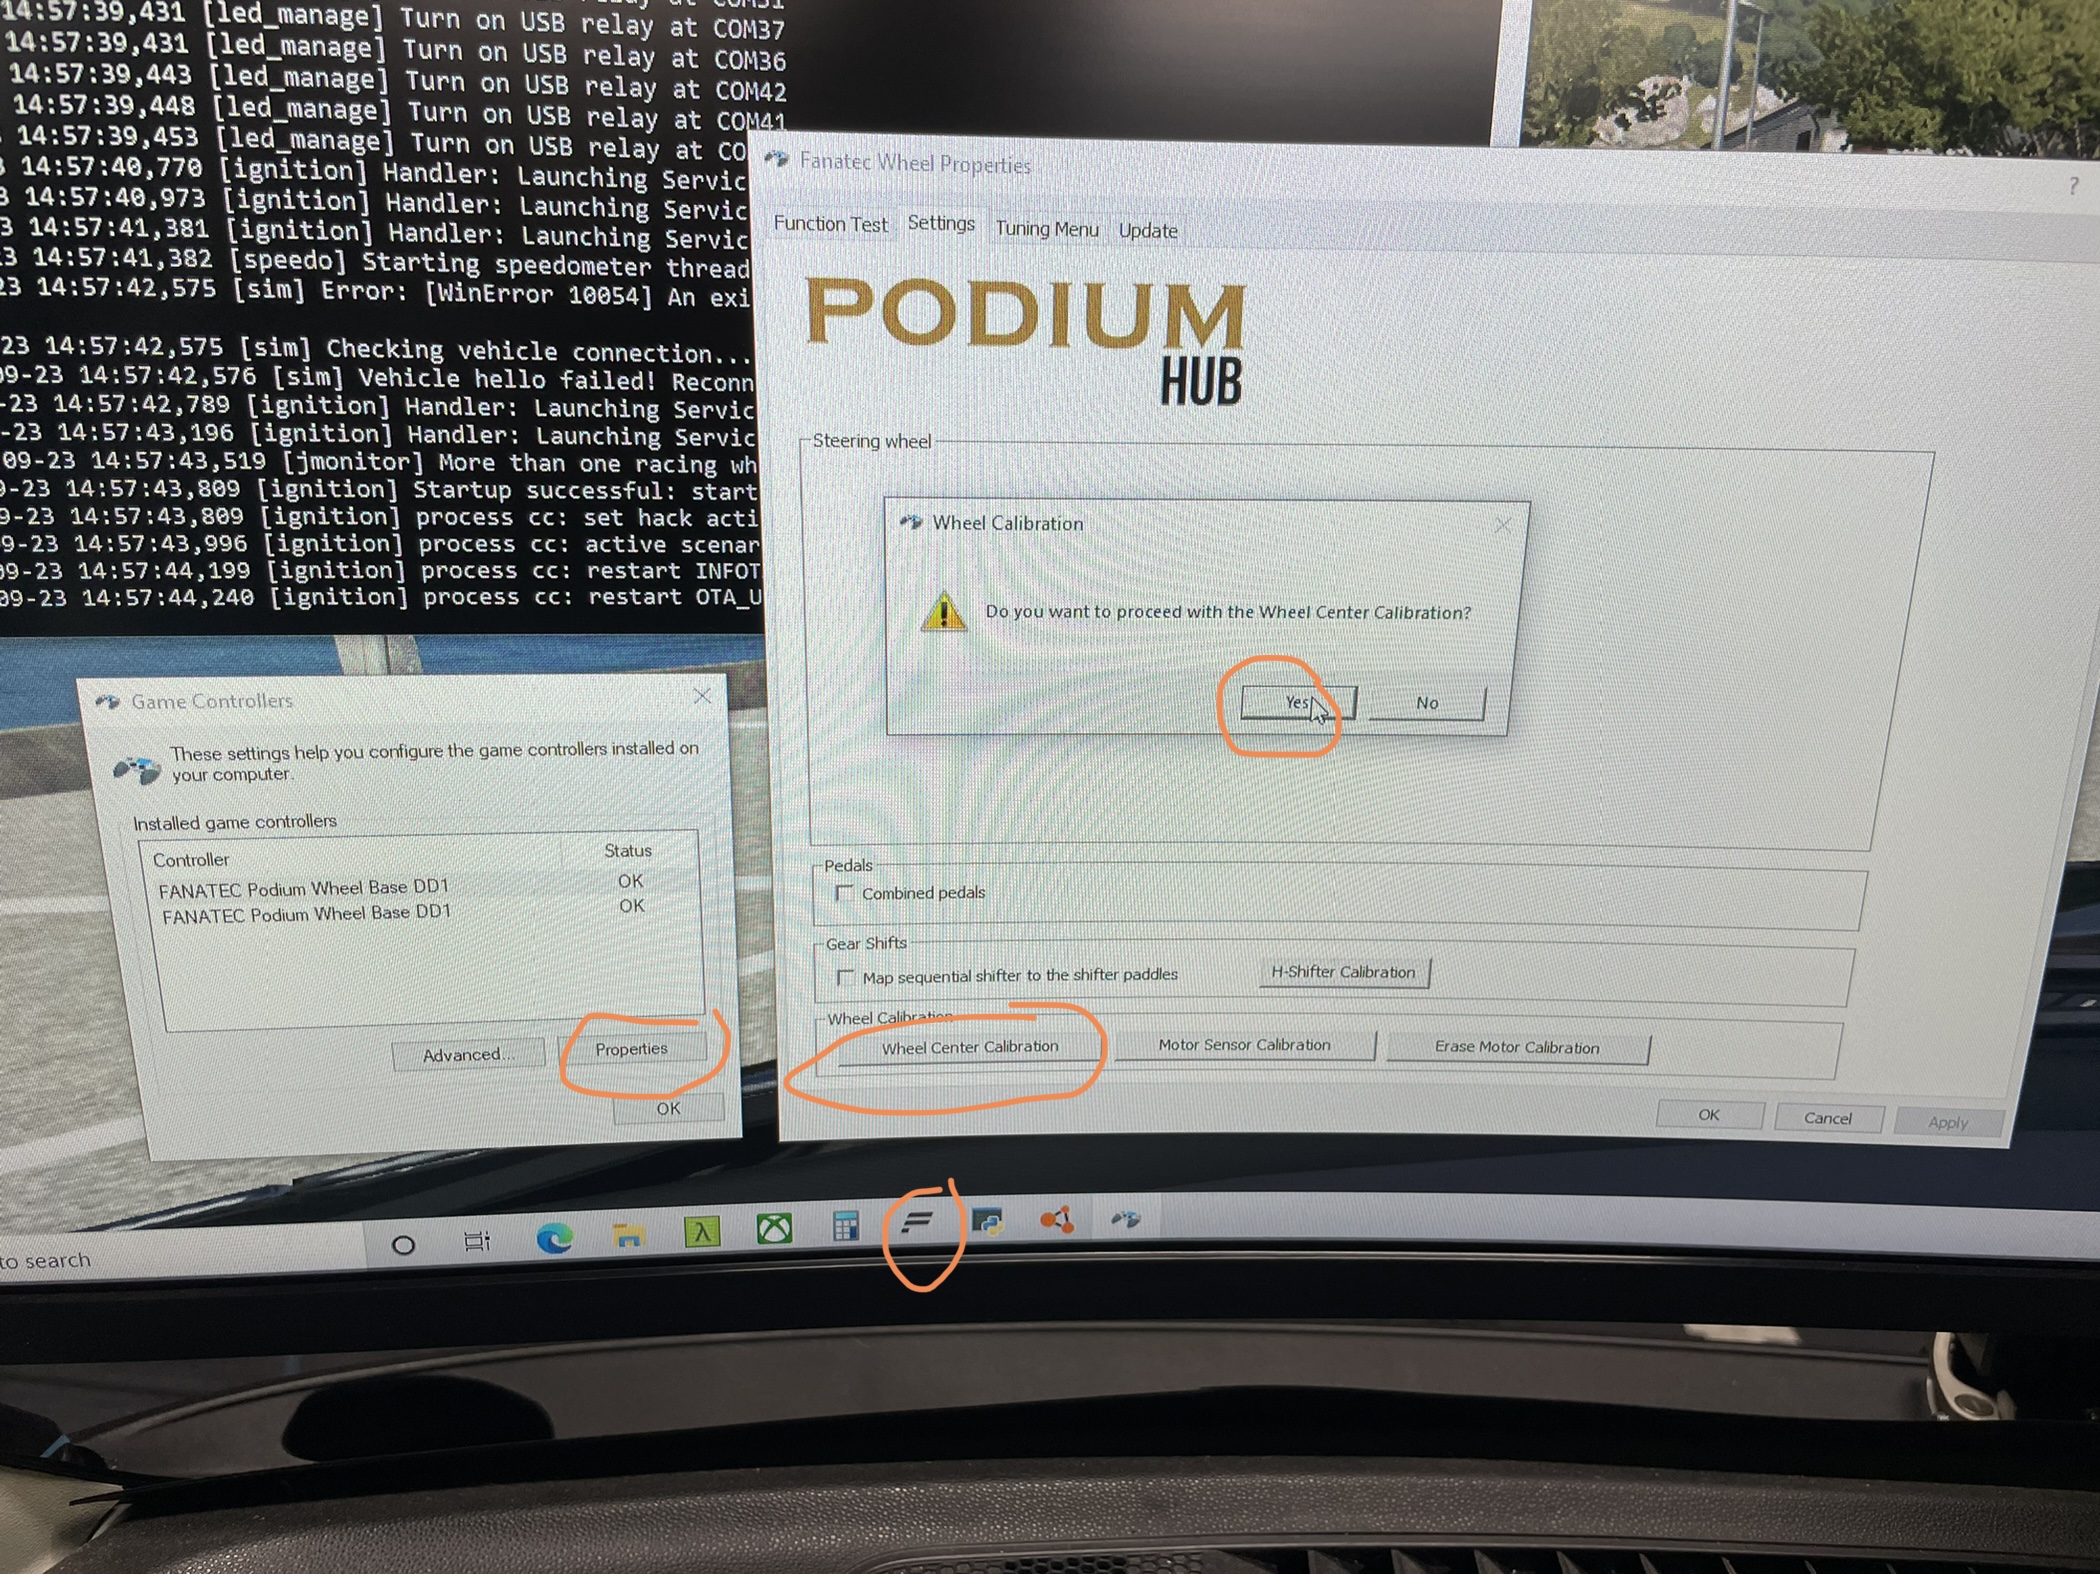 14:57:39,431 [led_manage] Turn on USB relay at COM37
14:57:39,431 [led_manage] Turn on USB relay at COM36
14:57:39,443 [led_manage] Turn on USB relay at COM42
14:57:39,448 [led_manage] Turn on USB relay at COM41
14:57:39,453 [led_manage] Turn on USB relay at CO
3 14:57:40,770 [ignition] Handler: Launching Servic
3 14:57:40,973 [ignition] Handler: Launching Servic
3 14:57:41,381 [ignition] Handler: Launching Servic
23 14:57:41,382 [speedo] Starting speedometer thread
23 14:57:42,575 [sim] Error: [WinError 10054] An exi
23 14:57:42,575 [sim] Checking vehicle connection...
09-23 14:57:42,576 [sim] Vehicle hello failed! Reconn
-23 14:57:42,789 [ignition] Handler: Launching Servic
-23 14:57:43,196 [ignition] Handler: Launching Servic
09-23 14:57:43,519 [jmonitor] More than one racing wh
9-23 14:57:43,809 [ignition] Startup successful: start
9-23 14:57:43,809 [ignition] process cc: set hack acti
9-23 14:57:43,996 [ignition] process cc: active scenar
09-23 14:57:44,199 [ignition] process cc: restart INFOT
09-23 14:57:44,240 [ignition] process cc: restart OTA_U
Fanatec Wheel Properties
?
Function Test Settings Tuning Menu Update
PODIUM
HUB
Steering wheel
Wheel Calibration
Do you want to proceed with the Wheel Center Calibration?
Yes No
Pedals
Combined pedals
Gear Shifts
Map sequential shifter to the shifter paddles H-Shifter Calibration
Wheel Calibration
Wheel Center Calibration Motor Sensor Calibration Erase Motor Calibration
OK Cancel Apply
Game Controllers
These settings help you configure the game controllers installed on
your computer.
Installed game controllers
Controller Status
FANATEC Podium Wheel Base DD1 OK
FANATEC Podium Wheel Base DD1 OK
Advanced... Properties
OK
to search